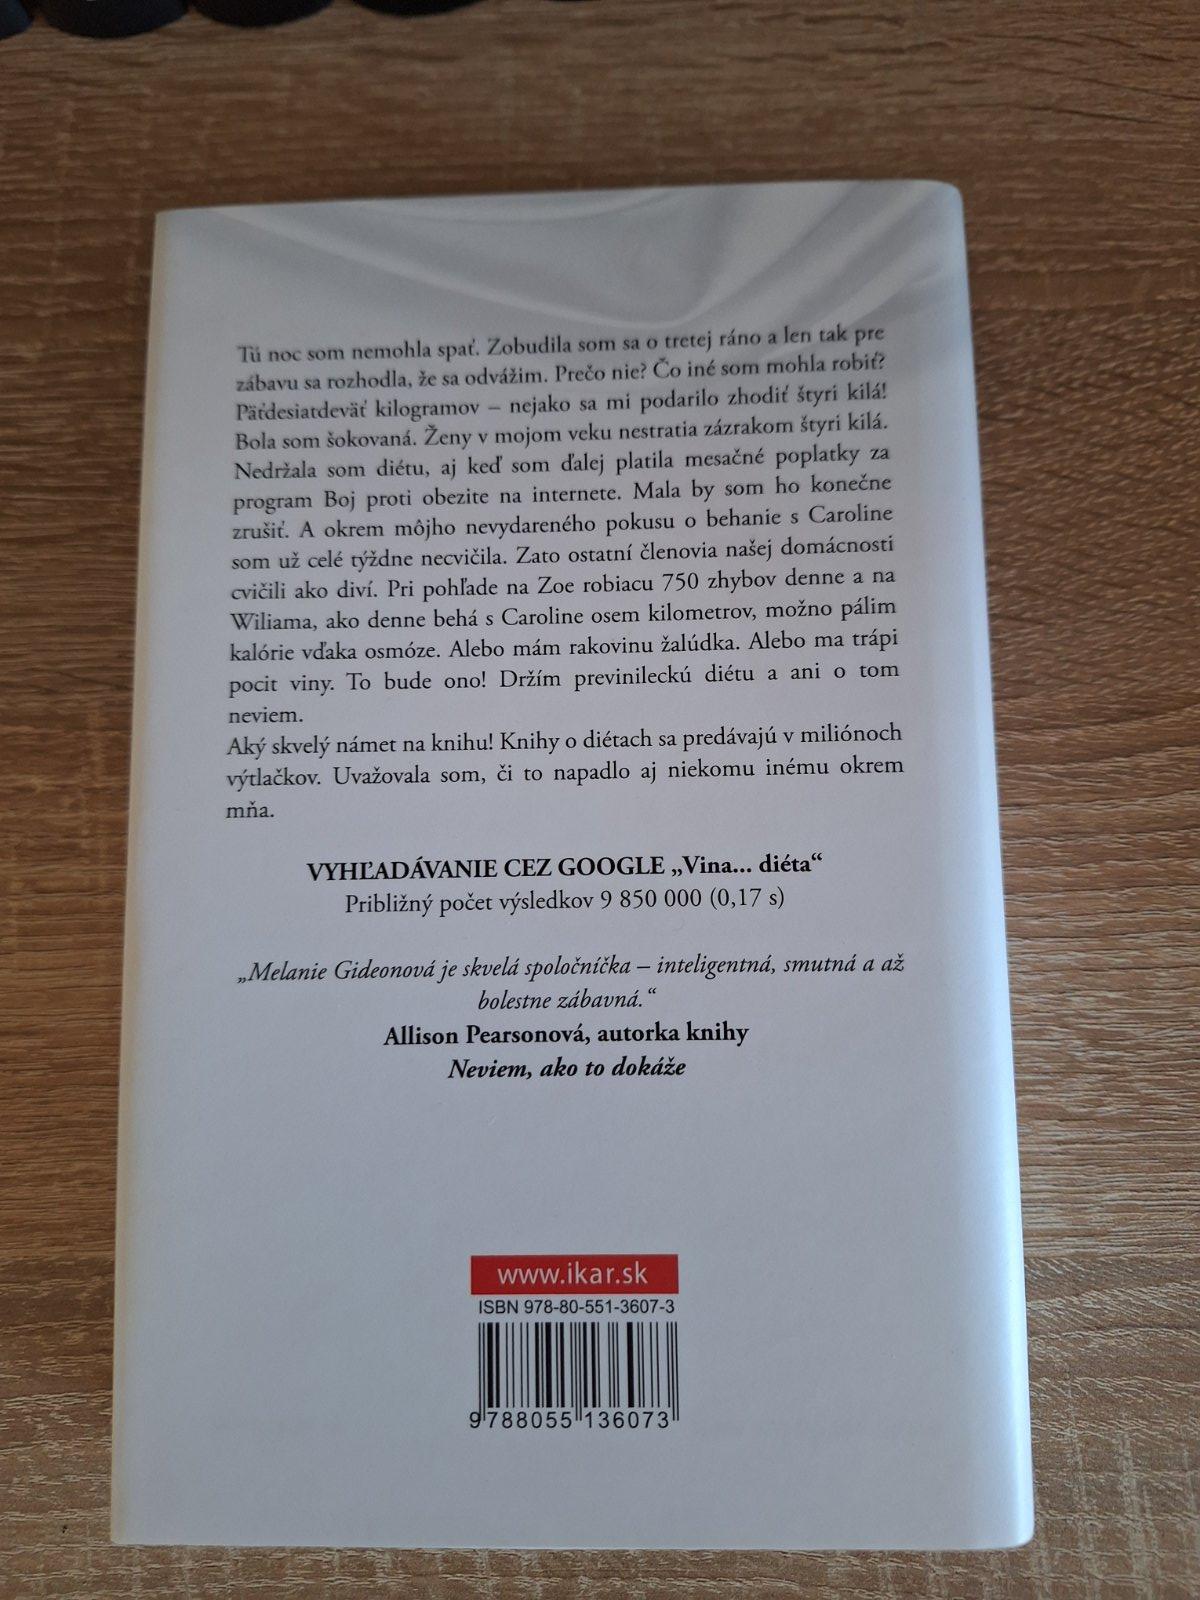 Tú noc som nemohla spať. Zobudila som sa o tretej ráno a len tak pre
zábavu sa rozhodla, že sa odvážim. Prečo nie? Čo iné som mohla robiť?
Päťdesiatdeväť kilogramov – nejako sa mi podarilo zhodiť štyri kilá!
Bola som šokovaná. Ženy v mojom veku nestratia zázrakom štyri kilá.
Nedržala som diétu, aj keď som ďalej platila mesačné poplatky za
program Boj proti obezite na internete. Mala by som ho konečne
zrušiť. A okrem môjho nevydareného pokusu o behanie s Caroline
som už celé týždne necvičila. Zato ostatní členovia našej domácnosti
cvičili ako diví. Pri pohľade na Zoe robiacu 750 zhybov denne a na
Wiliama, ako denne behá s Caroline osem kilometrov, možno pálim
kalórie vďaka osmóze. Alebo mám rakovinu žalúdka. Alebo ma trápi
pocit viny. To bude ono! Držím previnileckú diétu a ani o tom
neviem.
Aký skvelý námet na knihu! Knihy o diétach sa predávajú v miliónoch
výtlačkov. Uvažovala som, či to napadlo aj niekomu inému okrem
mňa.
VYHĽADÁVANIE CEZ GOOGLE „Vina... diéta“
Približný počet výsledkov 9 850 000 (0,17 s)
„Melanie Gideonová je skvelá spoločníčka – inteligentná, smutná a až
bolestne zábavná.“
Allison Pearsonová, autorka knihy
Neviem, ako to dokáže
www.ikar.sk
ISBN 978-80-551-3607-3
9788055136073